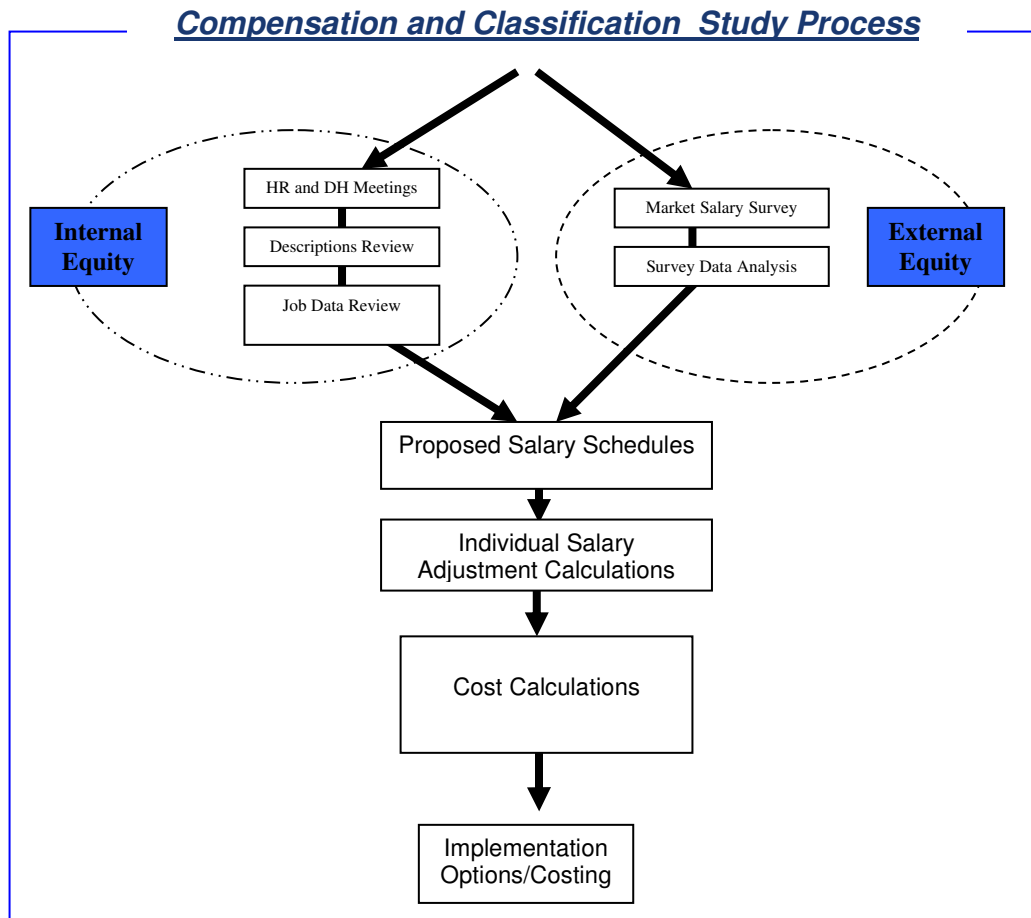 Compensation and Classification Study Process
HR and DH Meetings
Descriptions Review
Job Data Review
Internal
Equity
Market Salary Survey
Survey Data Analysis
External
Equity
Proposed Salary Schedules
Individual Salary
Adjustment Calculations
Cost Calculations
Implementation
Options/Costing